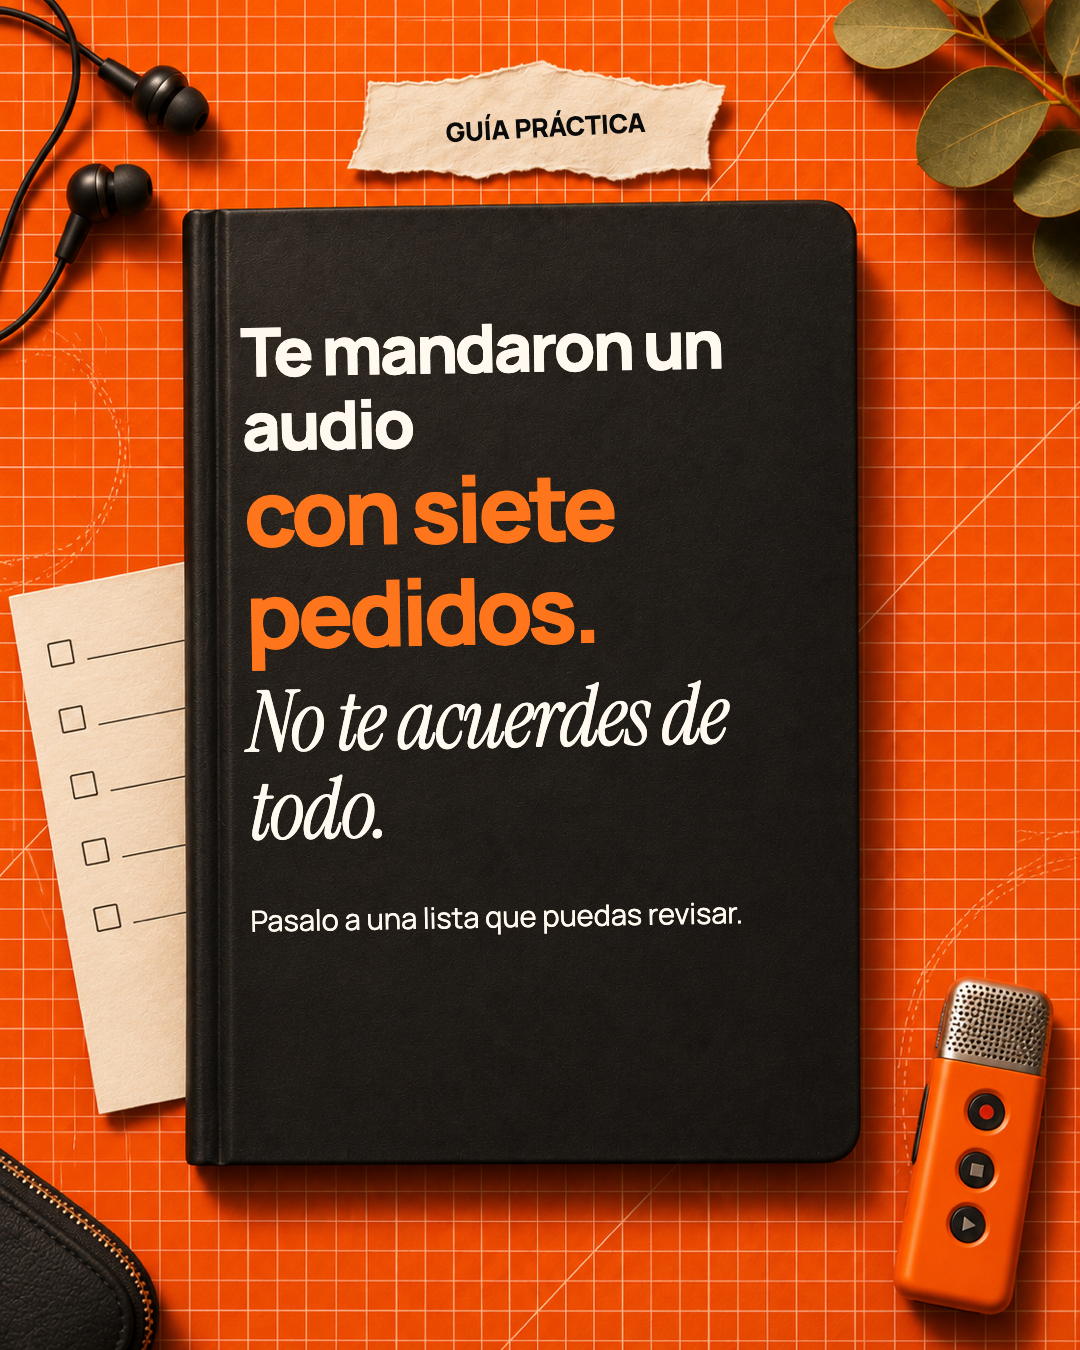 GUÍA PRÁCTICA
Te mandaron un
audio
con siete
pedidos.
No te acuerdes de
todo.
Pasalo a una lista que puedas revisar.